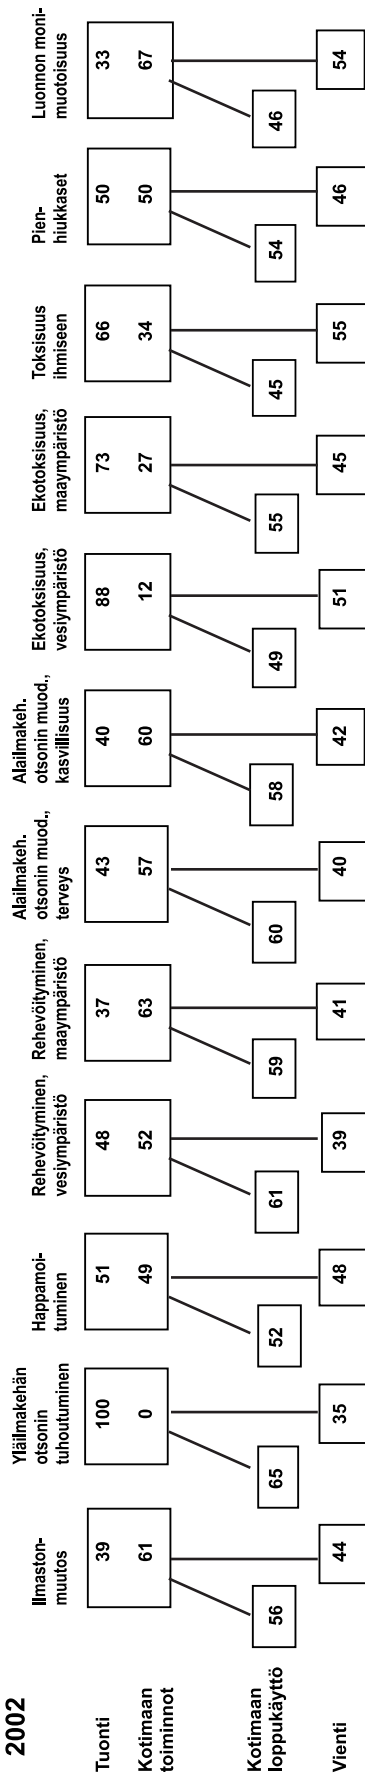 2002
Ilmaston-
muutos
Yläilmakehän
otsonin
tuhoutuminen
Happamoi-
tuminen
Rehevöityminen,
vesiympäristö
Rehevöityminen,
maaympäristö
Alailmakeh.
otsonin muod.,
terveys
Alailmakeh.
otsonin muod.,
kasvillisuus
Ekotoksisuus,
vesiympäristö
Ekotoksisuus,
maaympäristö
Toksisuus
ihmiseen
Pien-
hiukkaset
Luonnon moni-
muotoisuus
Tuonti
39 100 51 48 37 43 40 88 73 66 50 33
Kotimaan
toiminnot
61 0 49 52 63 57 60 12 27 34 50 67
Kotimaan
loppukäyttö
56 65 52 61 59 60 58 49 55 45 54 46
Vienti
44 35 48 39 41 40 42 51 45 55 46 54